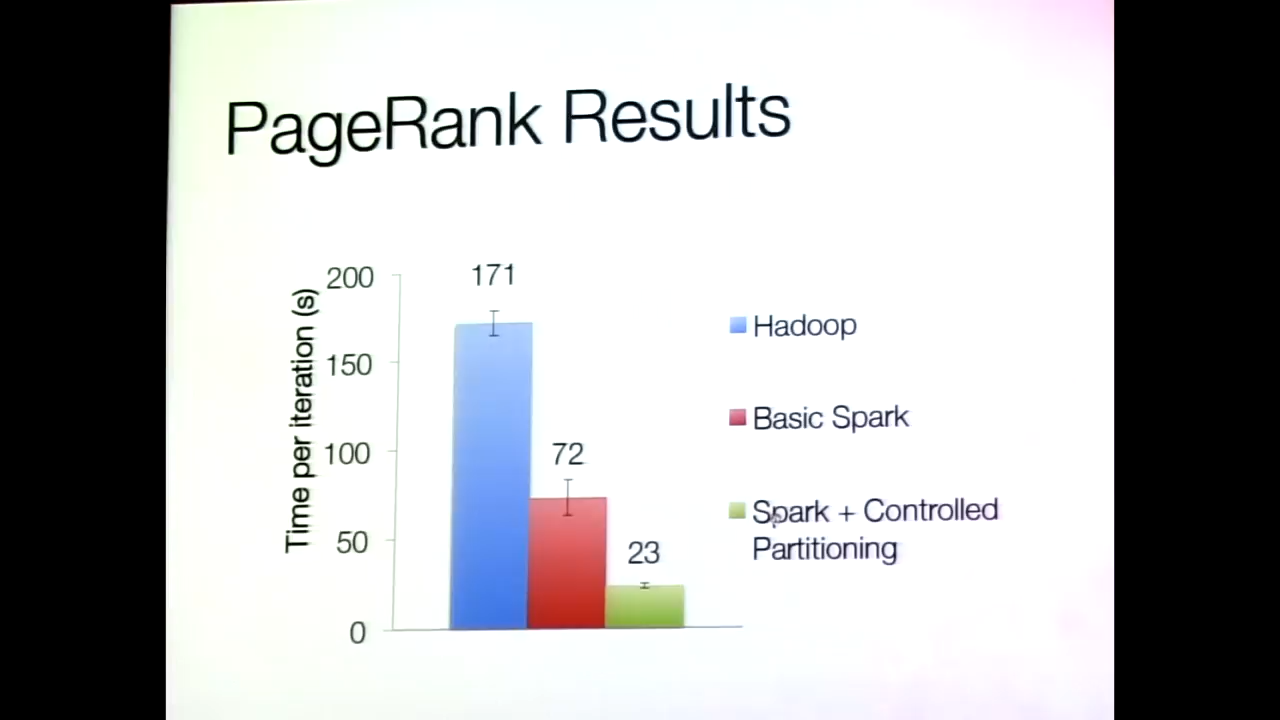 PageRank Results
Time per iteration (s)
200
150
100
50
0
171
72
23
Hadoop
Basic Spark
Spark + Controlled
Partitioning